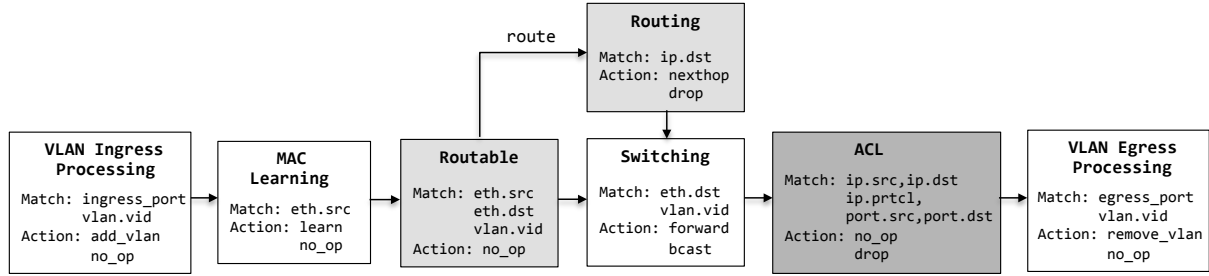 VLAN Ingress
Processing
Match: ingress_port
vlan.vid
Action: add_vlan
no_op
MAC
Learning
Match: eth.src
Action: learn
no_op
Routable
Match: eth.src
eth.dst
vlan.vid
Action: no_op
route
Routing
Match: ip.dst
Action: nexthop
drop
Switching
Match: eth.dst
vlan.vid
Action: forward
bcast
ACL
Match: ip.src,ip.dst
ip.prtcl,
port.src,port.dst
Action: no_op
drop
VLAN Egress
Processing
Match: egress_port
vlan.vid
Action: remove_vlan
no_op